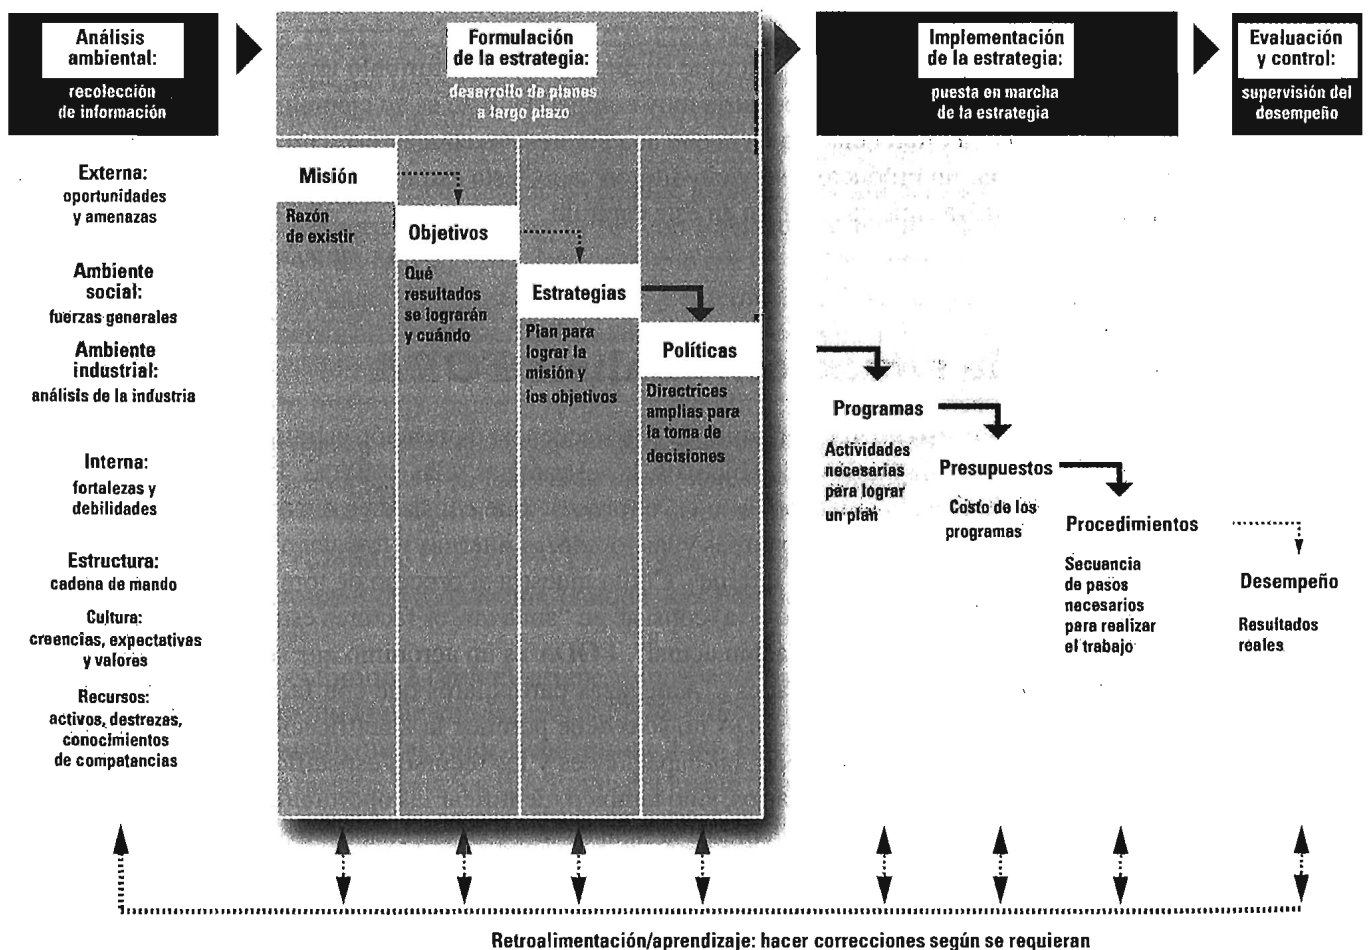 Análisis
ambiental:
recolección
de información
Externa:
oportunidades
y amenazas
Ambiente
social:
fuerzas generales
Ambiente
industrial:
análisis de la industria
Interna:
fortalezas y
debilidades
Estructura:
cadena de mando
Cultura:
creencias, expectativas
y valores
Recursos:
activos, destrezas,
conocimientos
de compatancias
Formulación
de la estrategia:
desarrollo de planes
a largo plazo
Misión
Razón
de existir
Objetivos
Qué
resultados
se lograrán
y cuándo
Estrategias
Plan para
lograr la
misión y
los objetivos
Políticas
Directrices
amplias para
la toma de
decisiones
Implementación
de la estrategia:
puesta en marcha
de la estrategia
Programas
Actividades
necesarias
para lograr
un plan
Presupuestos
Costo de los
programas
Procedimientos
Secuancia
de pasos
necesarios
para realizar
el trabajo
Evaluación
y control:
supervisión del
desempeño
Desempeño
Resultados
reales
Retroalimentación/aprendizaje: hacer correcciones según se requieran